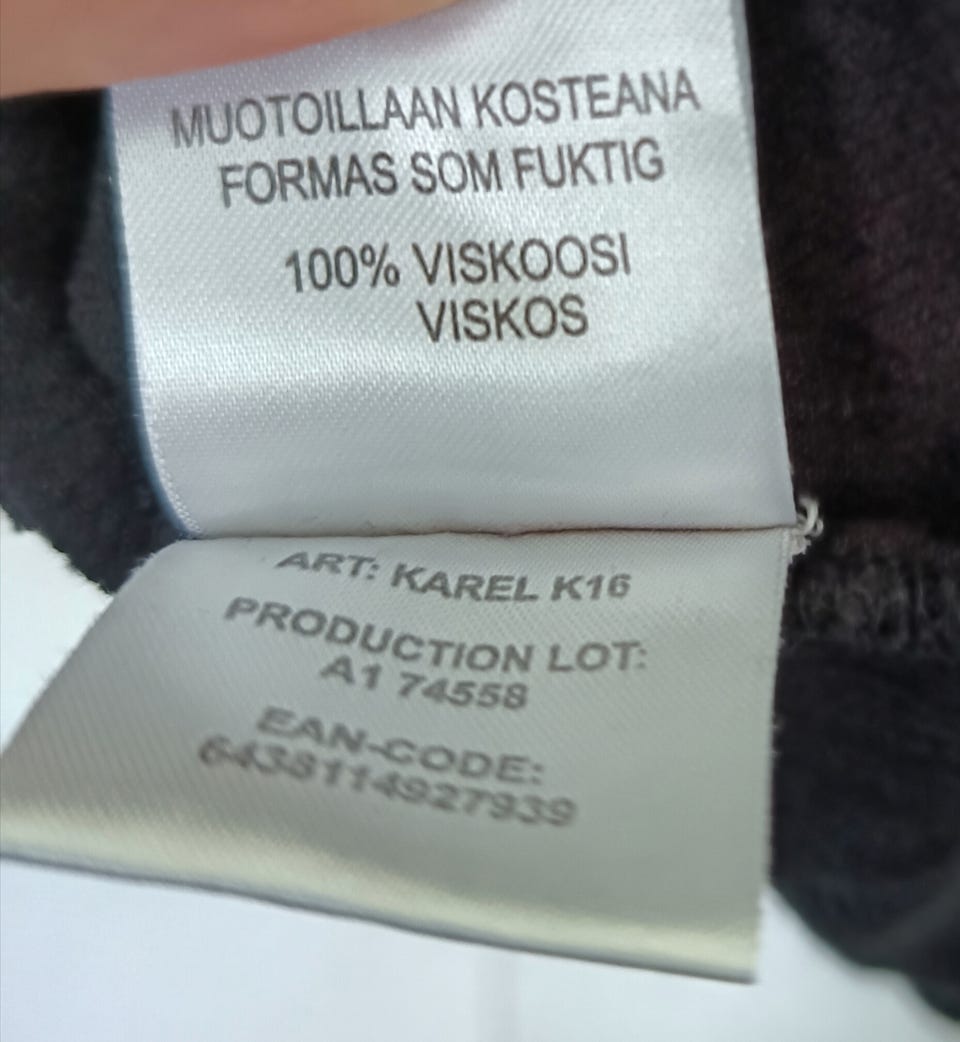 MUOTOILLAAN KOSTEANA
FORMAS SOM FUKTIG
100% VISKOOSI
VISKOS
ART: KAREL K16
PRODUCTION LOT:
A1 74558
EAN-CODE:
6438114927939